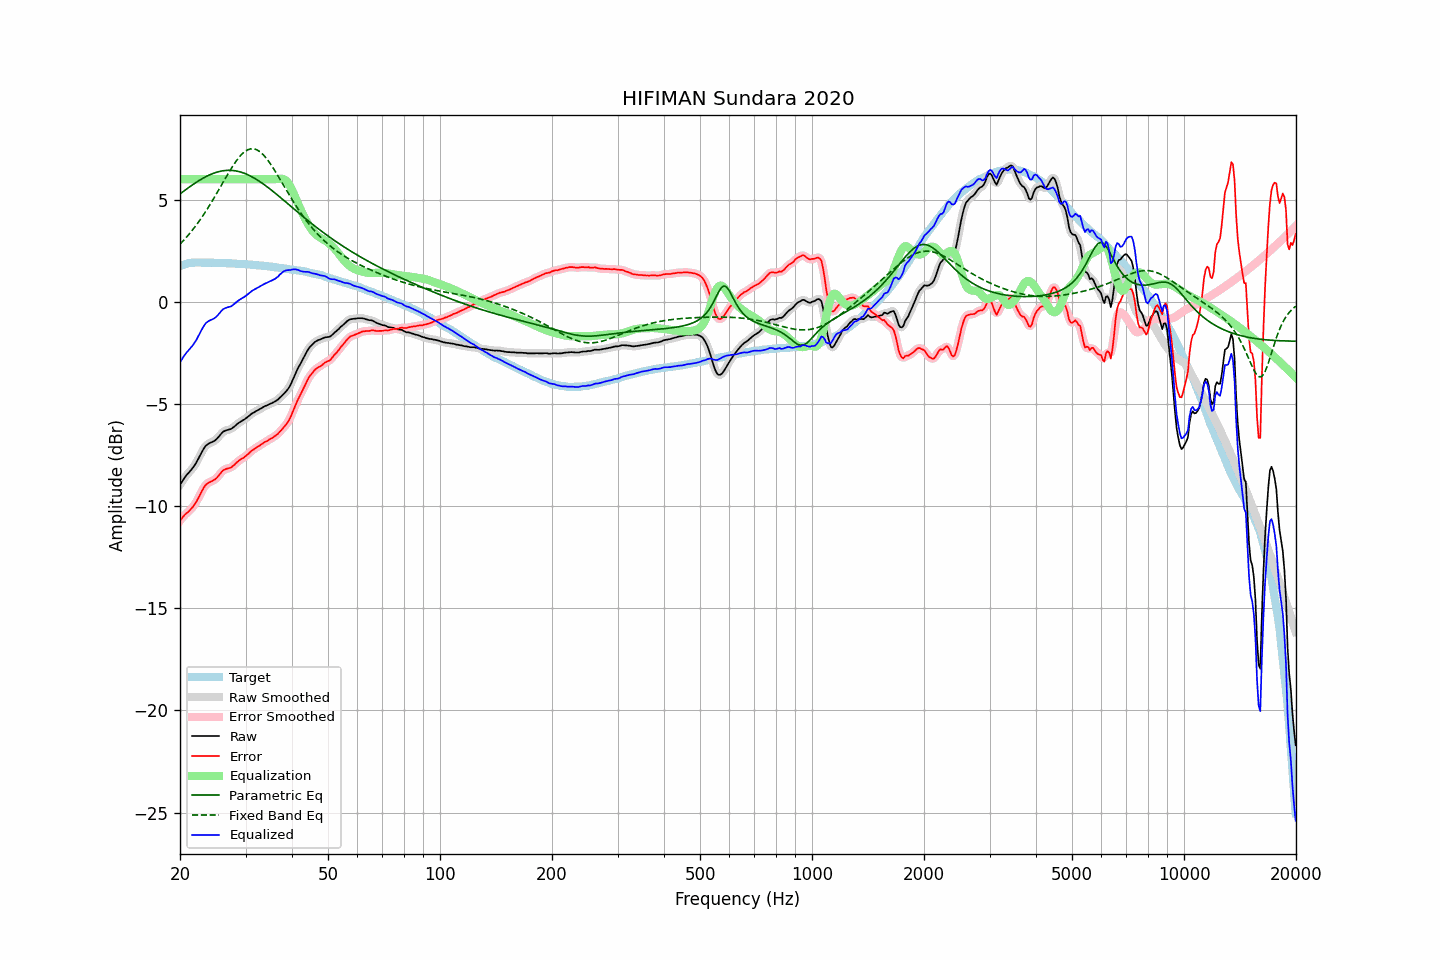 HIFIMAN Sundara 2020
Amplitude (dBr)
5
0
−5
−10
−15
−20
−25
Target
Raw Smoothed
Error Smoothed
Raw
Error
Equalization
Parametric Eq
Fixed Band Eq
Equalized
20 50 100 200 500 1000 2000 5000 10000 20000
Frequency (Hz)